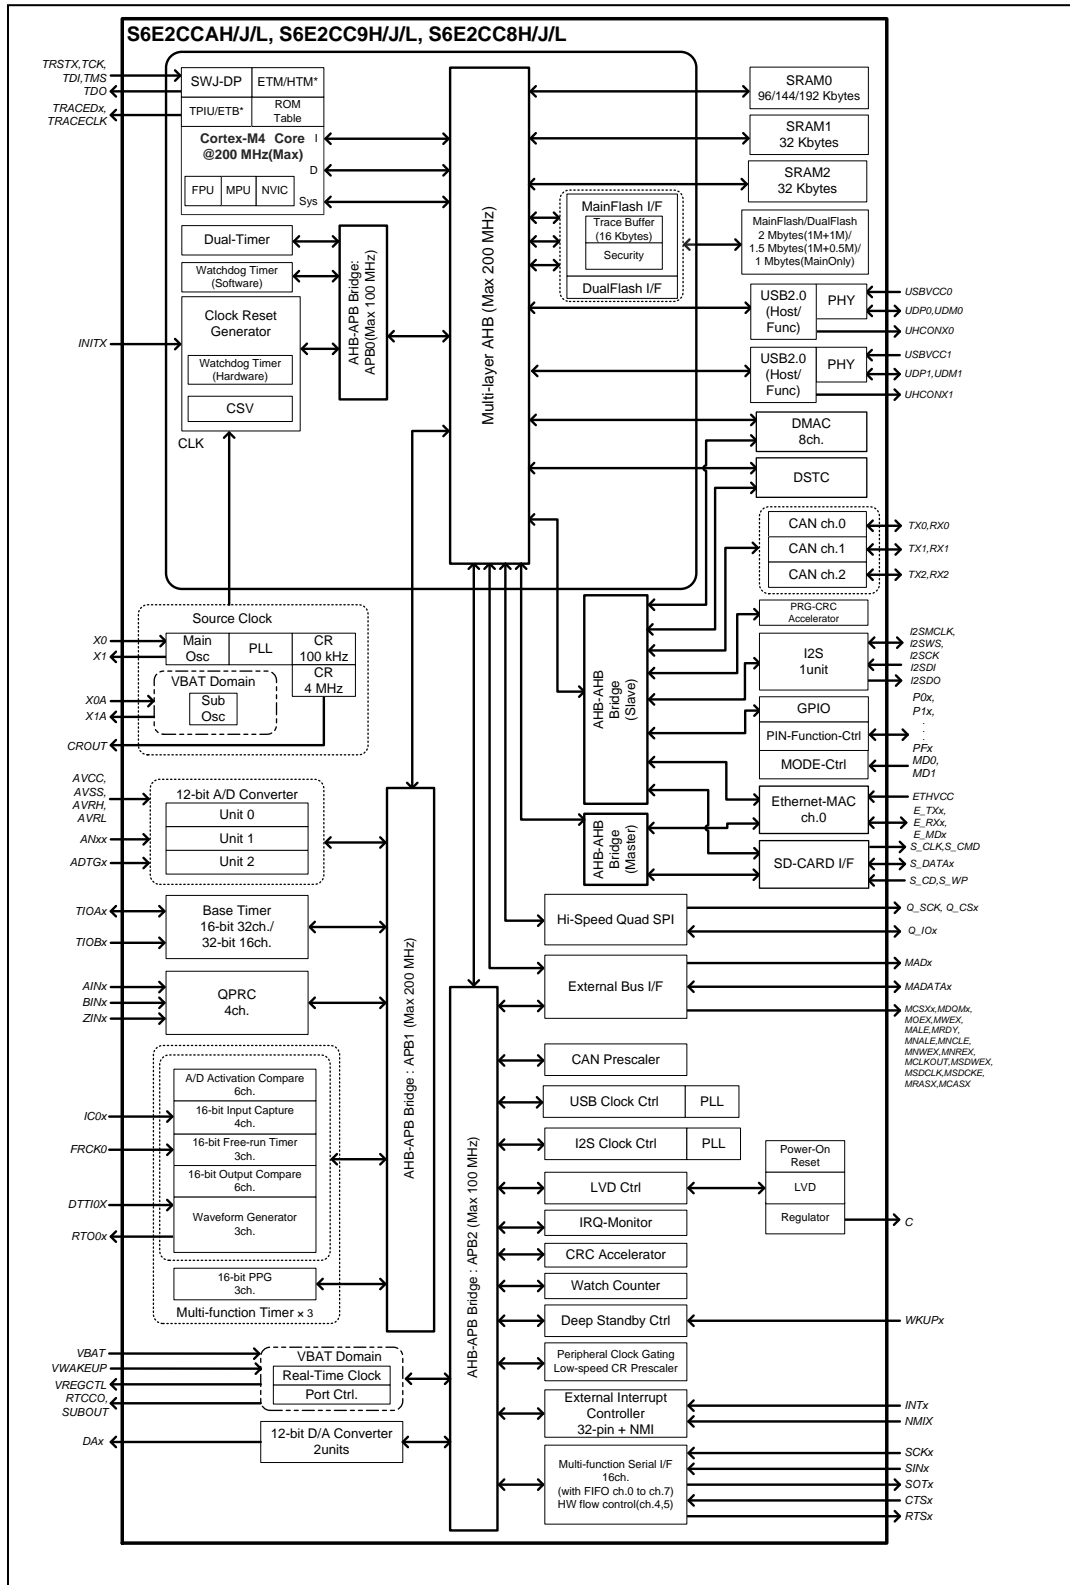 S6E2CCAH/J/L, S6E2CC9H/J/L, S6E2CC8H/J/L
TRSTX,TCK,
TDI,TMS
TDO
TRACEDx,
TRACECLK
SWJ-DP
ETM/HTM*
TPIU/ETB*
ROM
Table
Cortex-M4 Core
@200 MHz(Max)
I
D
Sys
FPU
MPU
NVIC
Dual-Timer
Watchdog Timer
(Software)
Clock Reset
Generator
Watchdog Timer
(Hardware)
CSV
CLK
INITX
AHB-APB Bridge:
APB0(Max 100 MHz)
Multi-layer AHB (Max 200 MHz)
MainFlash I/F
Trace Buffer
(16 Kbytes)
Security
DualFlash I/F
SRAM0
96/144/192 Kbytes
SRAM1
32 Kbytes
SRAM2
32 Kbytes
MainFlash/DualFlash
2 Mbytes(1M+1M)/
1.5 Mbytes(1M+0.5M)/
1 Mbytes(MainOnly)
USB2.0
(Host/
Func)
PHY
USBVCC0
UDP0,UDM0
UHCONX0
USB2.0
(Host/
Func)
PHY
USBVCC1
UDP1,UDM1
UHCONX1
DMAC
8ch.
DSTC
CAN ch.0
CAN ch.1
CAN ch.2
TX0,RX0
TX1,RX1
TX2,RX2
PRG-CRC
Accelerator
I2S
1unit
I2SMCLK,
I2SWS,
I2SCK
I2SDI
I2SDO
GPIO
PIN-Function-Ctrl
MODE-Ctrl
P0x,
P1x,
.
.
.
PFx
MD0,
MD1
Ethernet-MAC
ch.0
ETHVCC
E_TXx,
E_RXx,
E_MDx
SD-CARD I/F
S_CLK,S_CMD
S_DATAx
S_CD,S_WP
AHB-AHB
Bridge
(Slave)
AHB-AHB
Bridge
(Master)
Source Clock
Main
Osc
PLL
CR
100 kHz
CR
4 MHz
VBAT Domain
Sub
Osc
X0
X1
X0A
X1A
CROUT
AVCC,
AVSS,
AVRH,
AVRL
ANxx
ADTGx
12-bit A/D Converter
Unit 0
Unit 1
Unit 2
TIOAx
TIOBx
Base Timer
16-bit 32ch./
32-bit 16ch.
AINx
BINx
ZINx
QPRC
4ch.
A/D Activation Compare
6ch.
16-bit Input Capture
4ch.
16-bit Free-run Timer
3ch.
16-bit Output Compare
6ch.
Waveform Generator
3ch.
16-bit PPG
3ch.
Multi-function Timer × 3
IC0x
FRCK0
DTTI0X
RTO0x
AHB-APB Bridge : APB1 (Max 200 MHz)
AHB-APB Bridge : APB2 (Max 100 MHz)
VBAT
VWAKEUP
VREGCTL
RTCCO,
SUBOUT
VBAT Domain
Real-Time Clock
Port Ctrl.
DAx
12-bit D/A Converter
2units
Hi-Speed Quad SPI
Q_SCK, Q_CSx
Q_IOx
External Bus I/F
MADx
MADATAx
MCSXx,MDQMx,
MOEX,MWEX,
MALE,MRDY,
MNALE,MNCLE,
MNWEX,MNREX,
MCLKOUT,MSDWEX,
MSDCLK,MSDCKE,
MRASX,MCASX
CAN Prescaler
USB Clock Ctrl
PLL
I2S Clock Ctrl
PLL
LVD Ctrl
Power-On
Reset
LVD
Regulator
C
IRQ-Monitor
CRC Accelerator
Watch Counter
Deep Standby Ctrl
WKUPx
Peripheral Clock Gating
Low-speed CR Prescaler
External Interrupt
Controller
32-pin + NMI
INTx
NMIX
Multi-function Serial I/F
16ch.
(with FIFO ch.0 to ch.7)
HW flow control(ch.4,5)
SCKx
SINx
SOTx
CTSx
RTSx